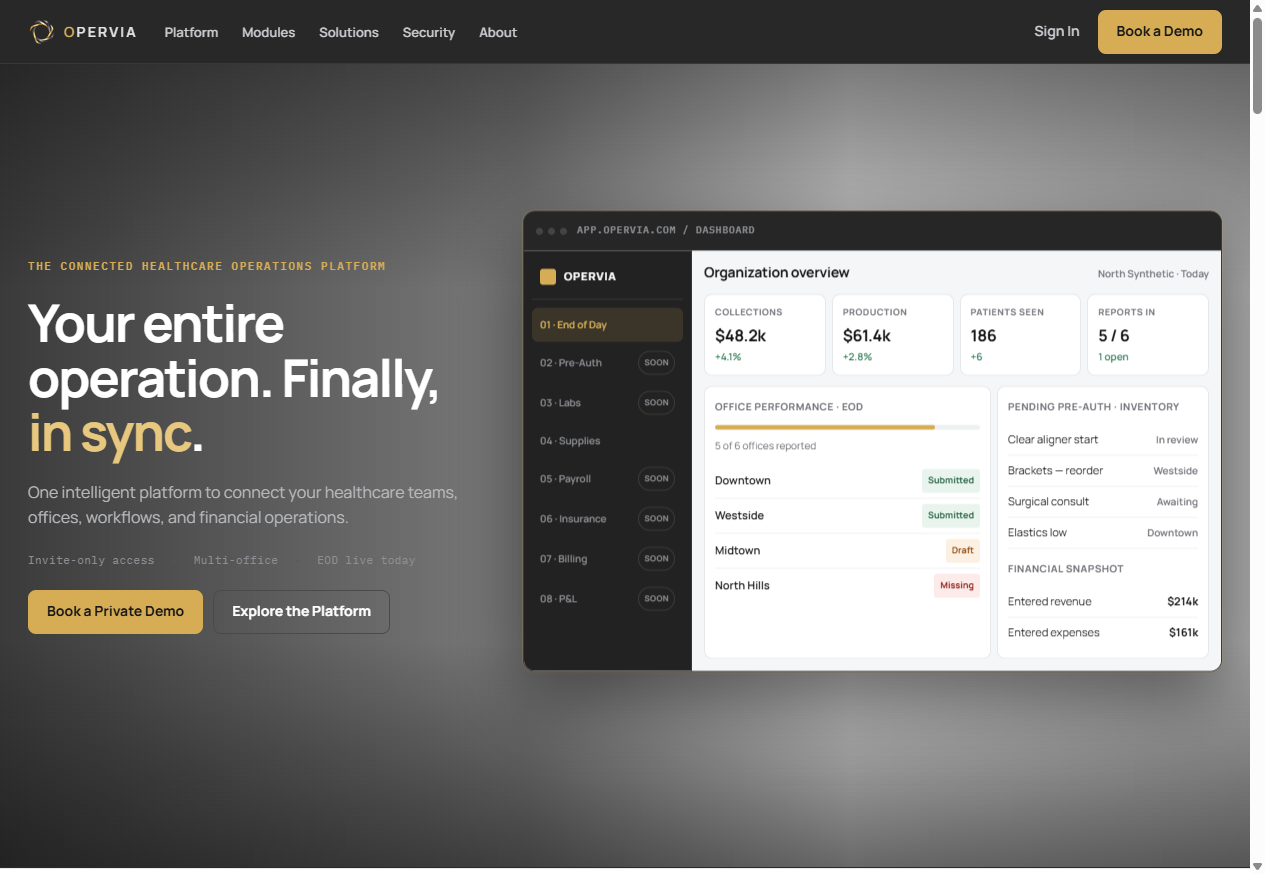 OPERVIA
Platform
Modules
Solutions
Security
About
Sign In
Book a Demo
THE CONNECTED HEALTHCARE OPERATIONS PLATFORM
Your entire
operation. Finally,
in sync.
One intelligent platform to connect your healthcare teams,
offices, workflows, and financial operations.
Invite-only access
Multi-office
EOD live today
Book a Private Demo
Explore the Platform
APP.OPERVIA.COM / DASHBOARD
OPERVIA
01 · End of Day
02 · Pre-Auth SOON
03 · Labs SOON
04 · Supplies
05 · Payroll SOON
06 · Insurance SOON
07 · Billing SOON
08 · P&L SOON
Organization overview
North Synthetic · Today
COLLECTIONS
$48.2k
+4.1%
PRODUCTION
$61.4k
+2.8%
PATIENTS SEEN
186
+6
REPORTS IN
5 / 6
1 open
OFFICE PERFORMANCE · EOD
5 of 6 offices reported
Downtown Submitted
Westside Submitted
Midtown Draft
North Hills Missing
PENDING PRE-AUTH · INVENTORY
Clear aligner start In review
Brackets — reorder Westside
Surgical consult Awaiting
Elastics low Downtown
FINANCIAL SNAPSHOT
Entered revenue $214k
Entered expenses $161k